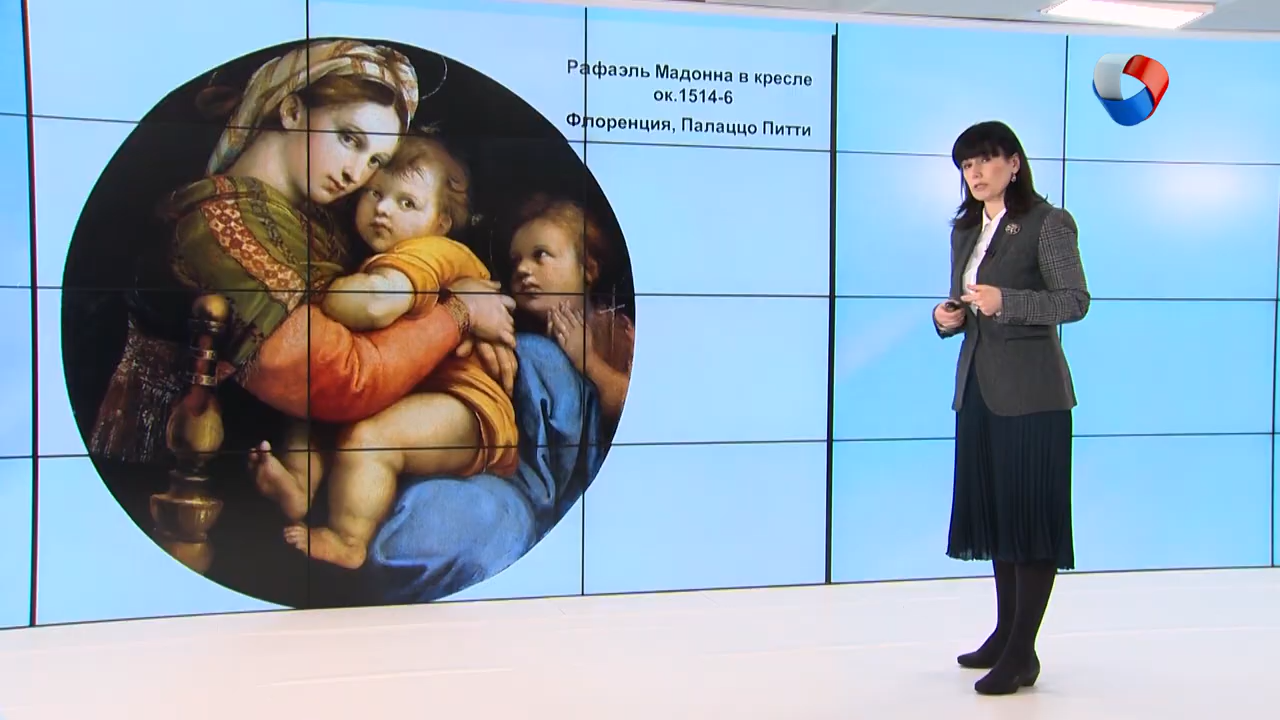 Рафаэль Мадонна в кресле
ок.1514-6
Флоренция, Палаццо Питти